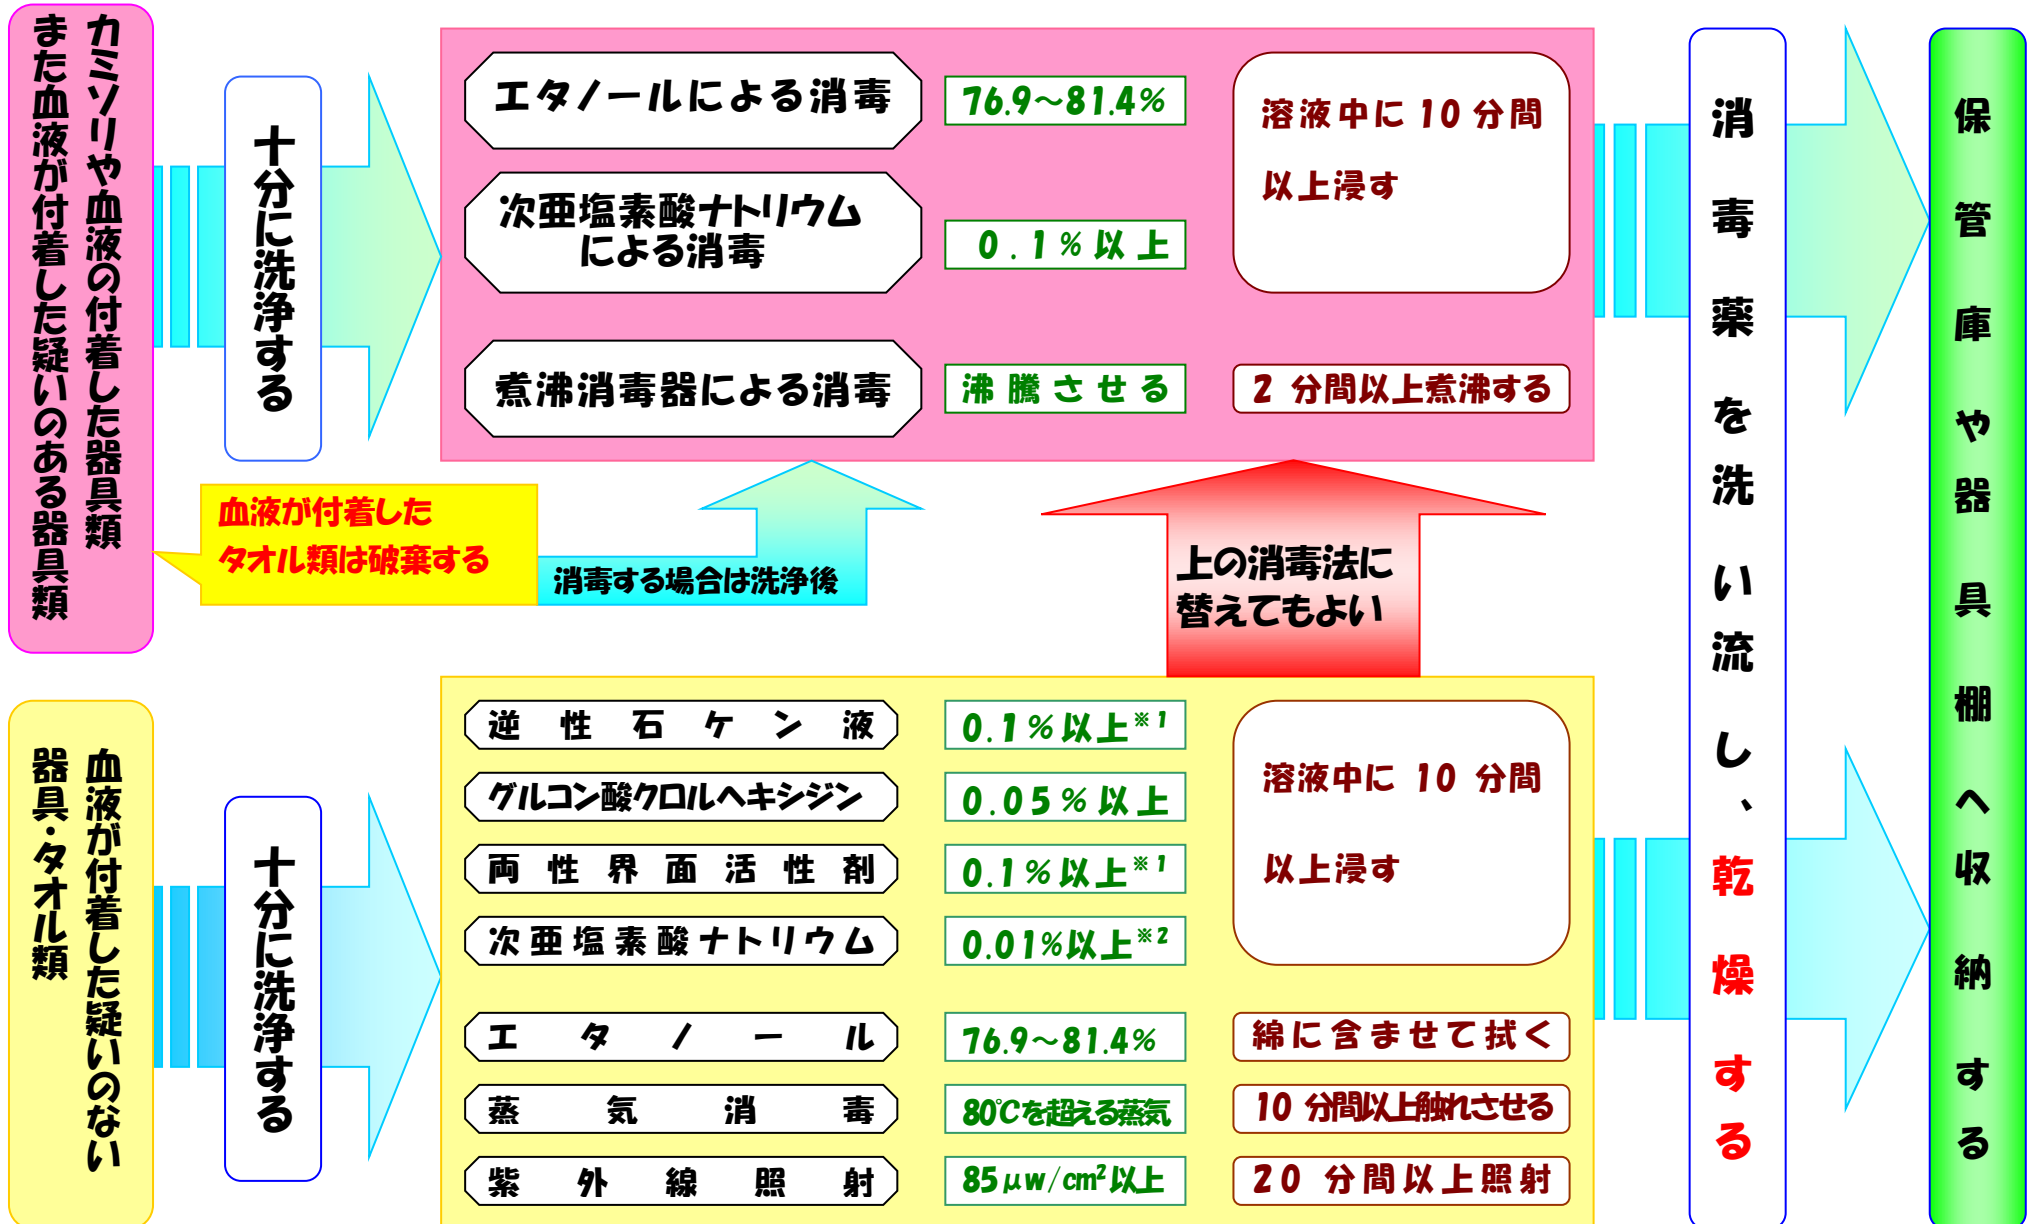 カミソリや血液の付着した器具類
また血液が付着した疑いのある器具類
十分に洗浄する
エタノールによる消毒
76.9～81.4%
溶液中に 10 分間
以上浸す
次亜塩素酸ナトリウム
による消毒
0.1%以上
煮沸消毒器による消毒
沸騰させる
2 分間以上煮沸する
血液が付着した
タオル類は破棄する
消毒する場合は洗浄後
上の消毒法に
替えてもよい
血液が付着した疑いのない
器具・タオル類
十分に洗浄する
逆性石ケン液
0.1%以上※1
グルコン酸クロルヘキシジン
0.05%以上
両性界面活性剤
0.1%以上※1
次亜塩素酸ナトリウム
0.01%以上※2
溶液中に 10 分間
以上浸す
エタノール
76.9～81.4%
綿に含ませて拭く
蒸気消毒
80℃を超える蒸気
10 分間以上触れさせる
紫外線照射
85μw/cm²以上
20 分間以上照射
消毒薬を洗い流し、乾燥する
保管庫や器具棚へ収納する